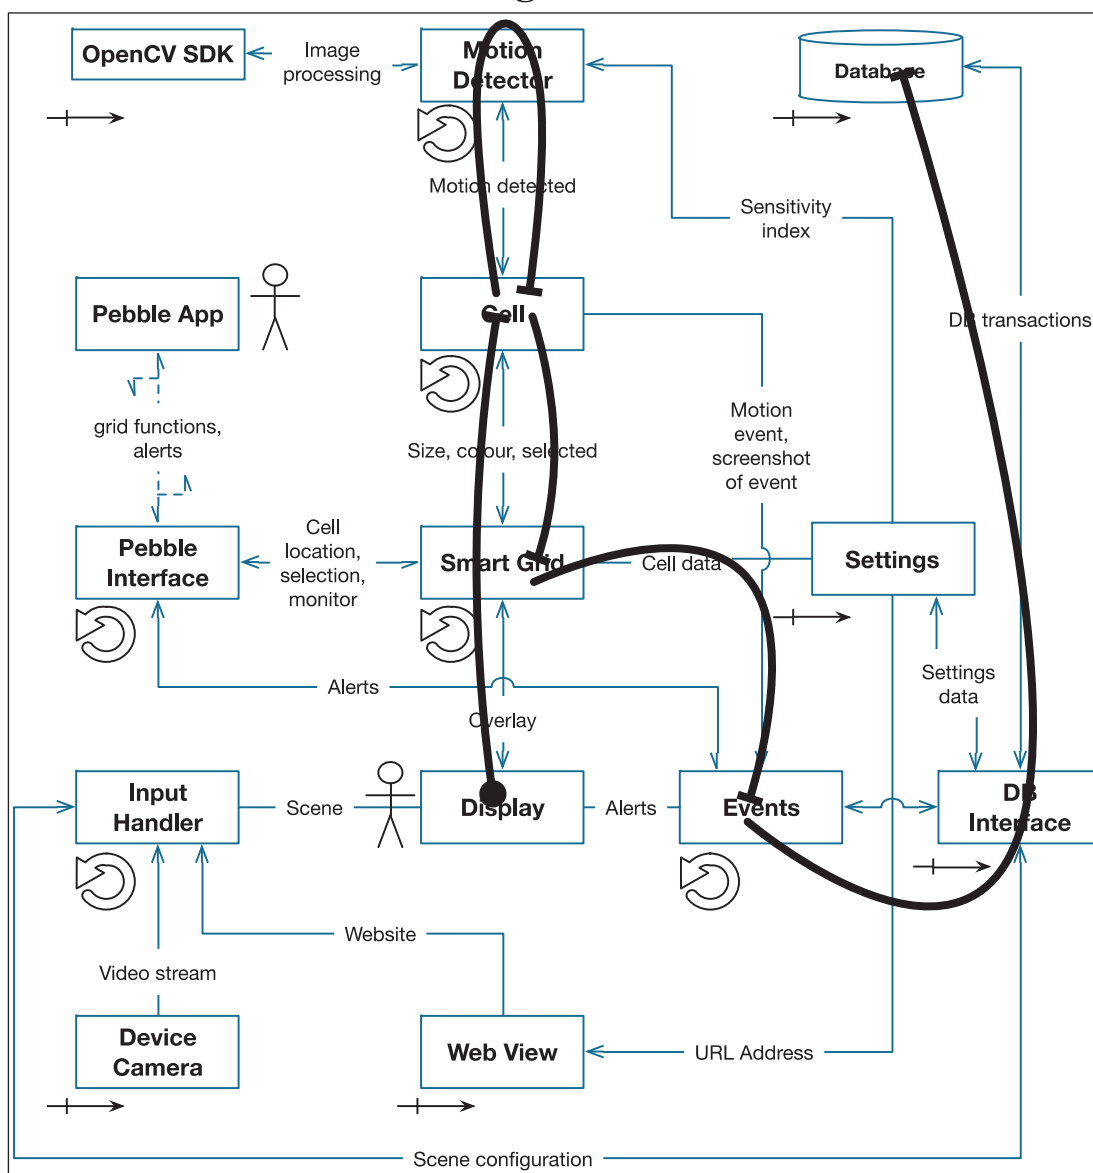 OpenCV SDK
Image
processing
Motion
Detector
Database
Motion detected
Sensitivity
index
Pebble App
Cell
DB transactions
grid functions,
alerts
Size, colour, selected
Motion
event,
screenshot
of event
Pebble
Interface
Cell
location,
selection,
monitor
Smart Grid
Cell data
Settings
Alerts
Overlay
Settings
data
Input
Handler
Scene
Display
Alerts
Events
DB
Interface
Website
Video stream
Device
Camera
Web View
URL Address
Scene configuration